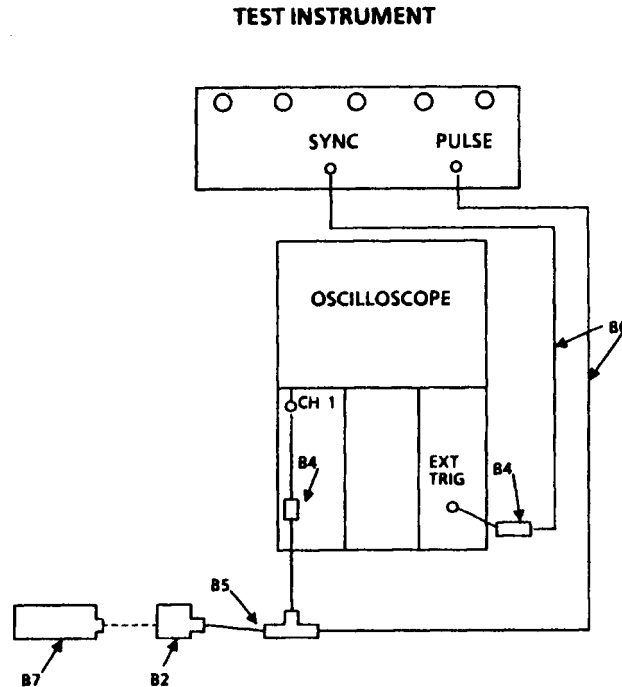 TEST INSTRUMENT
SYNC PULSE
OSCILLOSCOPE
CH 1
B4
EXT
TRIG
B4
B5
B7
B2